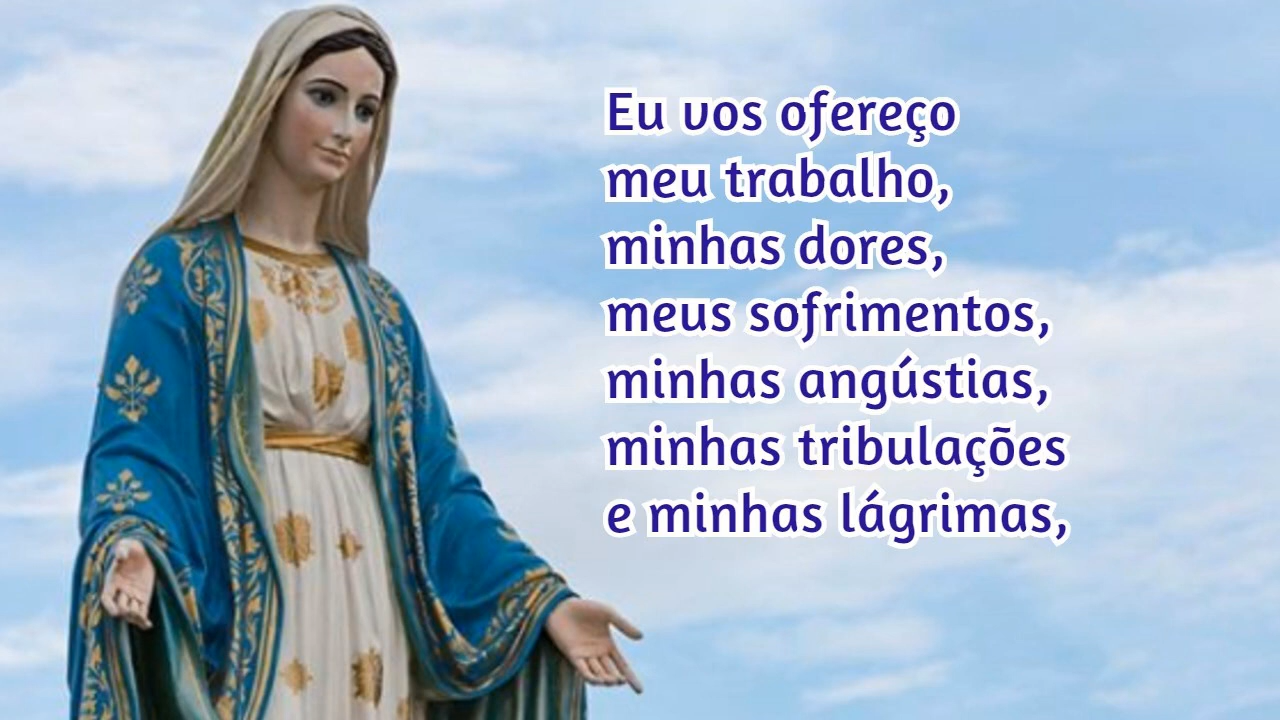 Eu vos ofereço
meu trabalho,
minhas dores,
meus sofrimentos,
minhas angústias,
minhas tribulações
e minhas lágrimas,